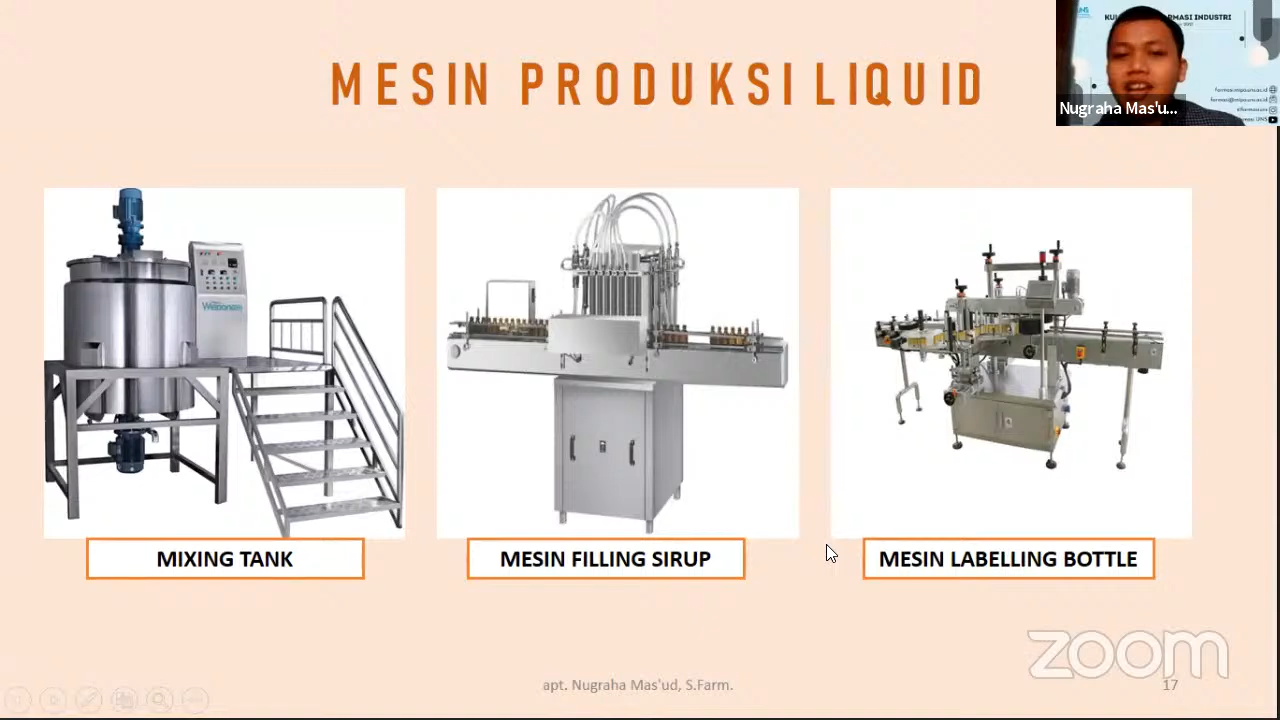 MESIN PRODUKSI LIQUID
Nugraha Mas'u...
MIXING TANK
MESIN FILLING SIRUP
MESIN LABELLING BOTTLE
zoom
apt. Nugraha Mas'ud, S.Farm.
17